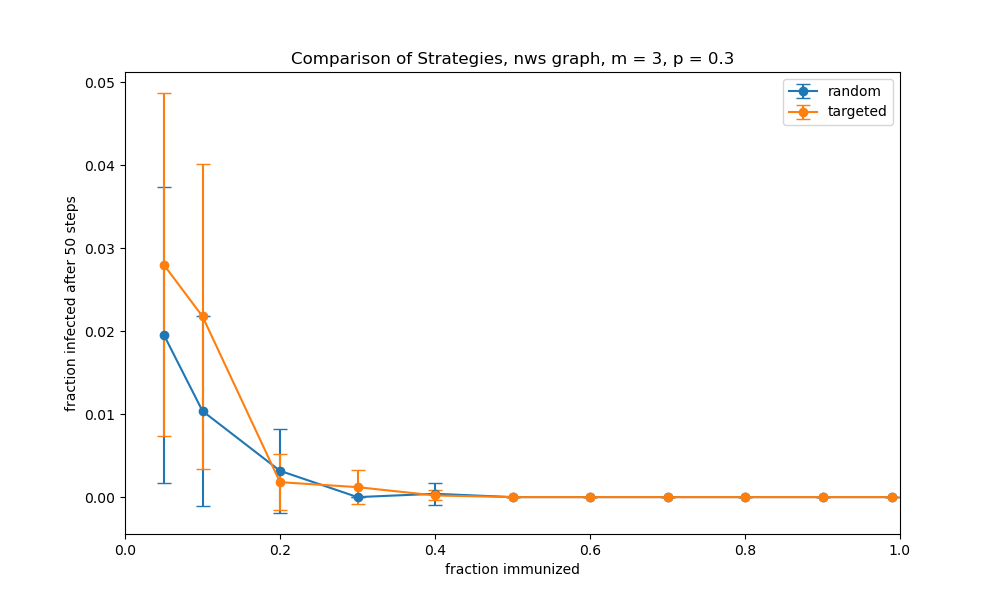 Comparison of Strategies, nws graph, m = 3, p = 0.3
random
targeted
fraction infected after 50 steps
0.05
0.04
0.03
0.02
0.01
0.00
0.0 0.2 0.4 0.6 0.8 1.0
fraction immunized